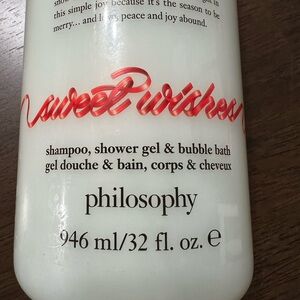 this simple joy because it's the season to be
merry... and love, peace and joy abound.
sweet wishes
shampoo, shower gel & bubble bath
gel douche & bain, corps & cheveux
philosophy
946 ml/32 fl. oz. e